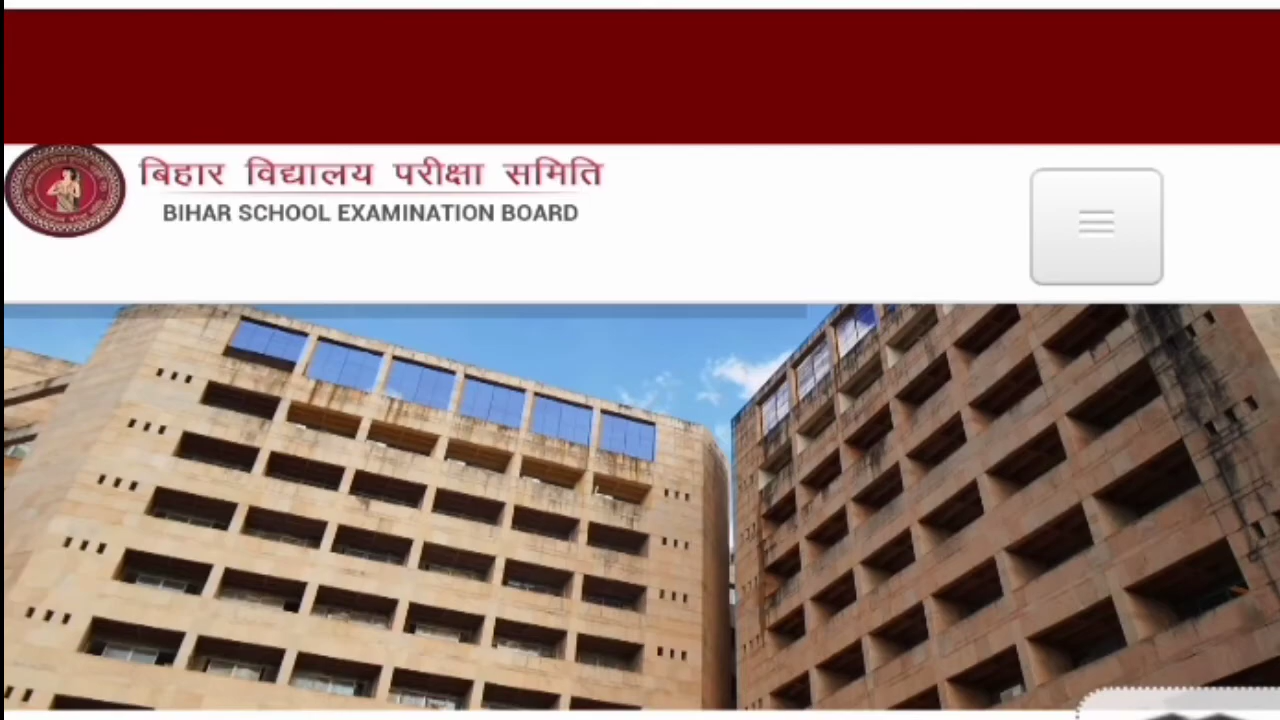 बिहार विद्यालय परीक्षा समिति
BIHAR SCHOOL EXAMINATION BOARD